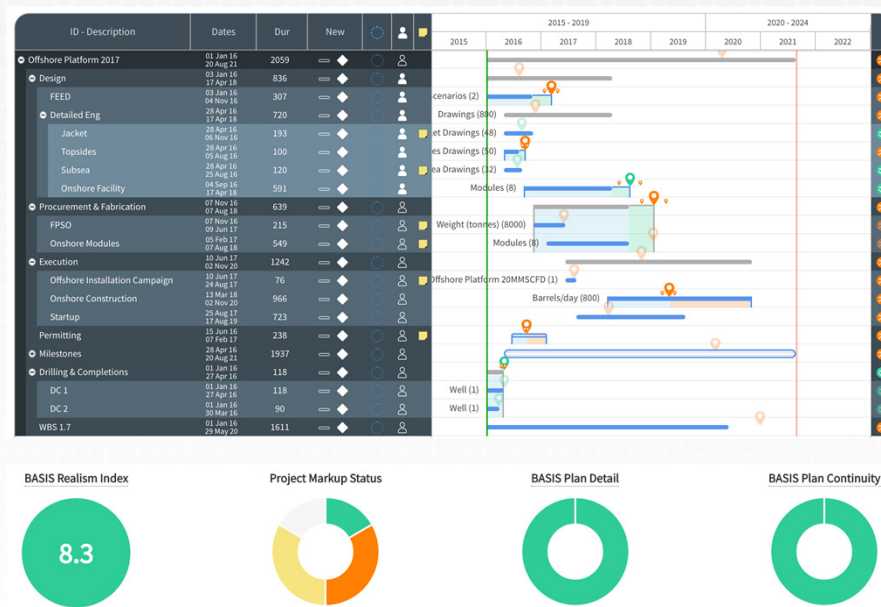 ID - Description Dates Dur New 2015 - 2019 2020 - 2024
2015 2016 2017 2018 2019 2020 2021 2022
Offshore Platform 2017 01 Jan 16 20 Aug 21 2059
Design 03 Jan 16 17 Apr 18 836
FEED 03 Jan 16 04 Nov 16 307 cenarios (2)
Detailed Eng 28 Apr 16 17 Apr 18 720 Drawings (800)
Jacket 28 Apr 16 06 Nov 16 193 et Drawings (48)
Topsides 28 Apr 16 05 Aug 16 100 es Drawings (50)
Subsea 28 Apr 16 25 Aug 16 120 ea Drawings (32)
Onshore Facility 04 Sep 16 17 Apr 18 591 Modules (8)
Procurement & Fabrication 07 Nov 16 07 Aug 18 639
FPSO 07 Nov 16 09 Jun 17 215 Weight (tonnes) (8000)
Onshore Modules 05 Feb 17 07 Aug 18 549 Modules (8)
Execution 10 Jun 17 02 Nov 20 1242
Offshore Installation Campaign 10 Jun 17 24 Aug 17 76 Offshore Platform 20MMSCFD (1)
Onshore Construction 13 Mar 18 02 Nov 20 966 Barrels/day (800)
Startup 25 Aug 17 17 Aug 19 723
Permitting 15 Jun 16 07 Feb 17 238
Milestones 28 Apr 16 20 Aug 21 1937
Drilling & Completions 01 Jan 16 27 Apr 16 118
DC 1 01 Jan 16 27 Apr 16 118 Well (1)
DC 2 01 Jan 16 30 Mar 16 90 Well (1)
WBS 1.7 01 Jan 16 29 May 20 1611
BASIS Realism Index Project Markup Status BASIS Plan Detail BASIS Plan Continuity
8.3